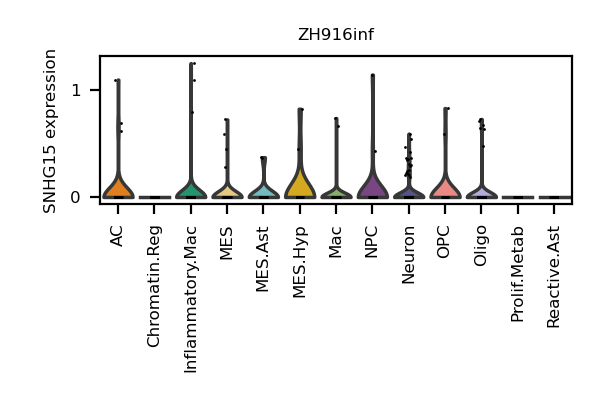 ZH916inf
SNHG15 expression
1
0
AC
Chromatin.Reg
Inflammatory.Mac
MES
MES.Ast
MES.Hyp
Mac
NPC
Neuron
OPC
Oligo
Prolif.Metab
Reactive.Ast